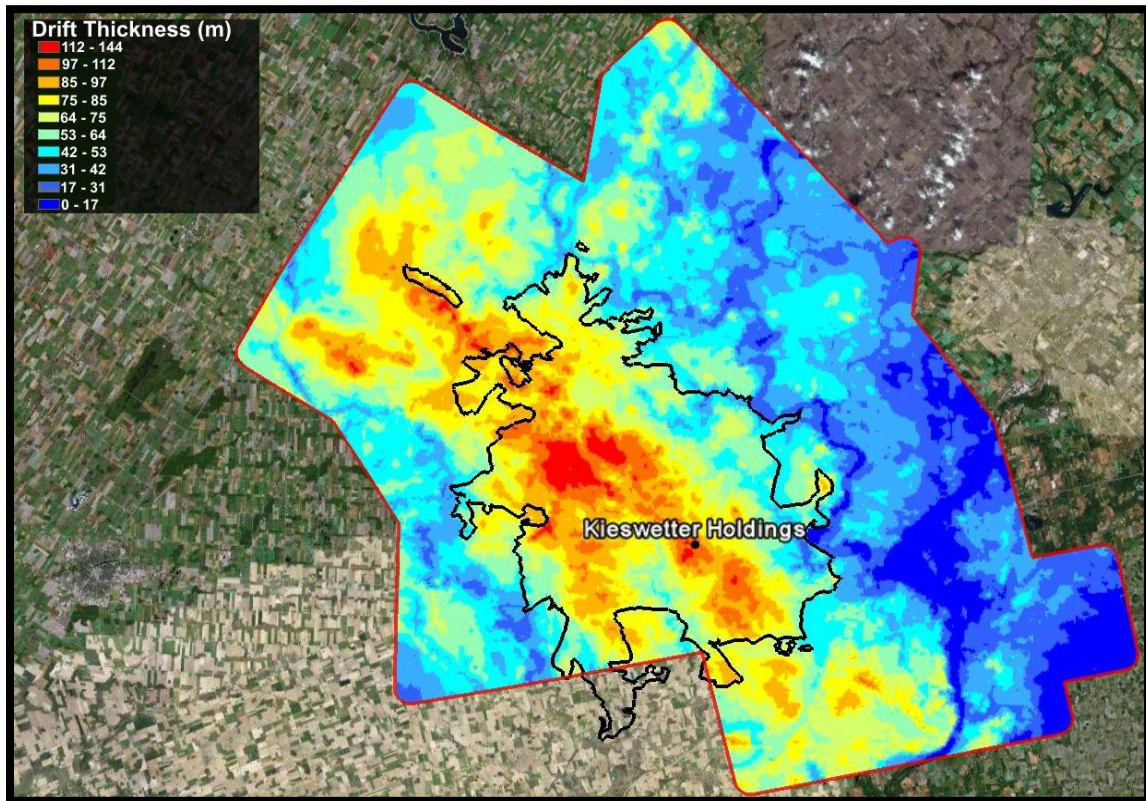 Drift Thickness (m)
112 - 144
97 - 112
85 - 97
75 - 85
64 - 75
53 - 64
42 - 53
31 - 42
17 - 31
0 - 17
Kieswetter Holdings